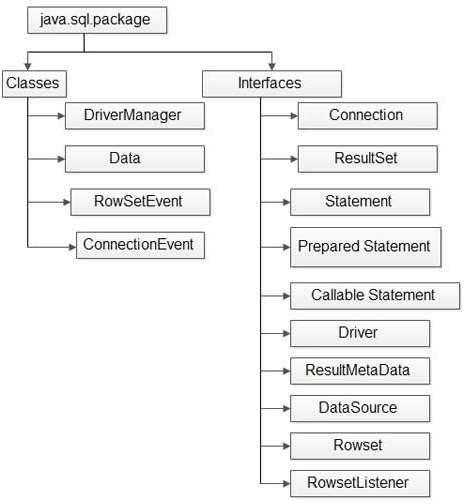 java.sql.package
Classes
Interfaces
DriverManager
Data
RowSetEvent
ConnectionEvent
Connection
ResultSet
Statement
Prepared Statement
Callable Statement
Driver
ResultMetaData
DataSource
Rowset
RowsetListener